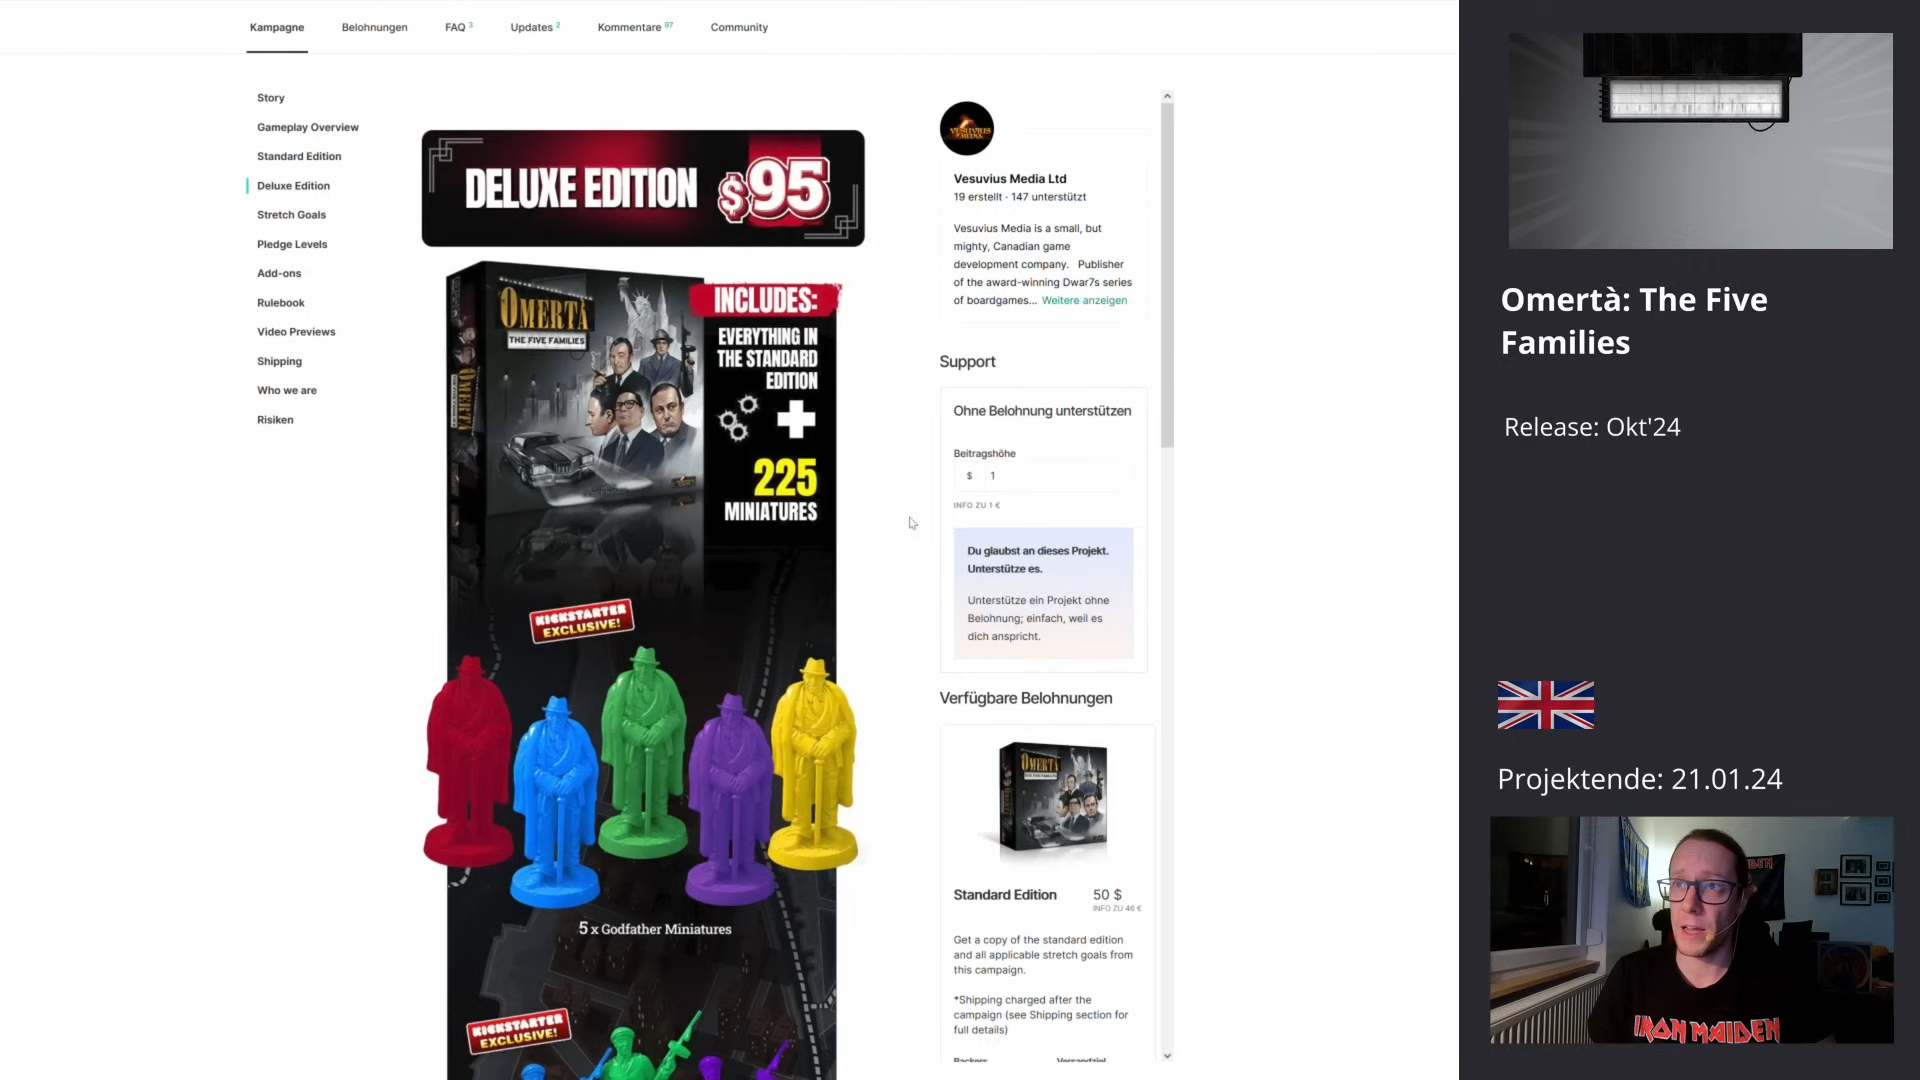 Kampagne
Belohnungen
FAQ 3
Updates 2
Kommentare 97
Community
Story
Gameplay Overview
Standard Edition
Deluxe Edition
Stretch Goals
Pledge Levels
Add-ons
Rulebook
Video Previews
Shipping
Who we are
Risiken
DELUXE EDITION $95
OMERTÀ
THE FIVE FAMILIES
INCLUDES:
EVERYTHING IN
THE STANDARD
EDITION
225
MINIATURES
KICKSTARTER
EXCLUSIVE!
5 x Godfather Miniatures
KICKSTARTER
EXCLUSIVE!
VESUVIUS
MEDIA
Vesuvius Media Ltd
19 erstellt · 147 unterstützt
Vesuvius Media is a small, but
mighty, Canadian game
development company. Publisher
of the award-winning Dwar7s series
of boardgames... Weitere anzeigen
Support
Ohne Belohnung unterstützen
Beitragshöhe
$ 1
INFO ZU 1 €
Du glaubst an dieses Projekt.
Unterstütze es.
Unterstütze ein Projekt ohne
Belohnung; einfach, weil es
dich anspricht.
Verfügbare Belohnungen
OMERTÀ
Standard Edition 50 $
INFO ZU 46 €
Get a copy of the standard edition
and all applicable stretch goals from
this campaign.
*Shipping charged after the
campaign (see Shipping section for
full details)
Backers Versandziel
Omertà: The Five
Families
Release: Okt'24
Projektende: 21.01.24
IRON MAIDEN